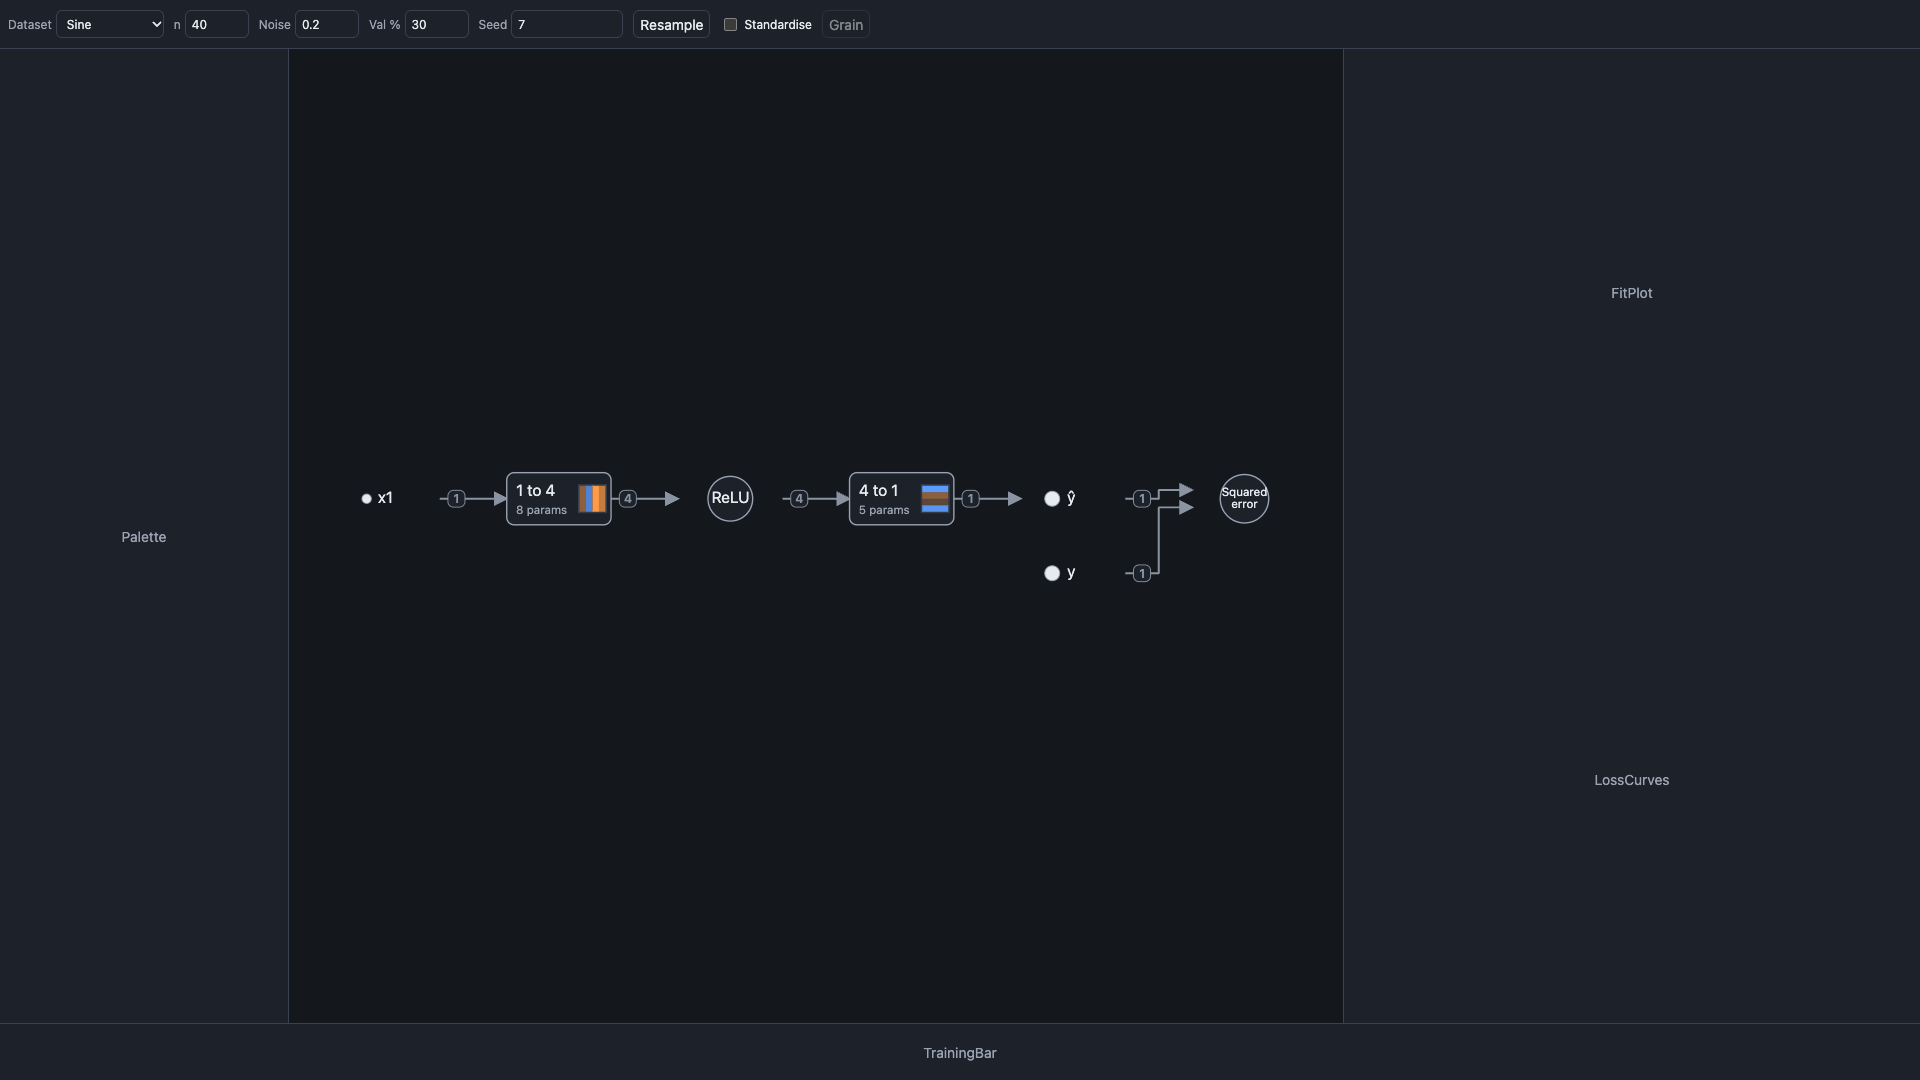 Dataset Sine n 40 Noise 0.2 Val % 30 Seed 7 Resample Standardise Grain
Palette
x1
1
1 to 4
8 params
4
ReLU
4
4 to 1
5 params
1
ŷ
1
Squared
error
y
1
FitPlot
LossCurves
TrainingBar